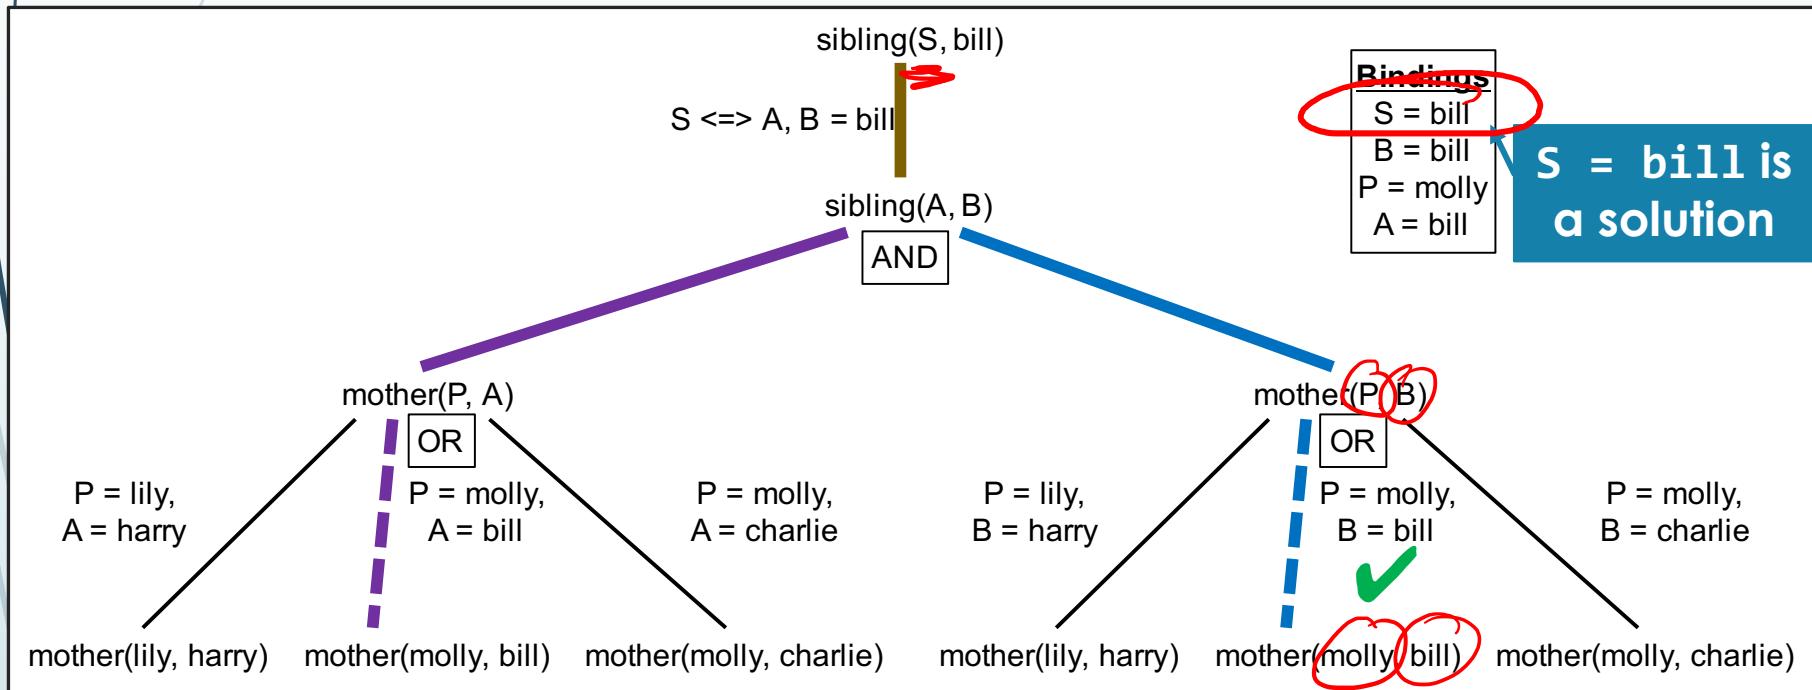 sibling(S, bill)
S <=> A, B = bill
Bindings
S = bill
B = bill
P = molly
A = bill
S = bill is
a solution
sibling(A, B)
AND
mother(P, A)
OR
mother(P, B)
OR
P = lily,
A = harry
P = molly,
A = bill
P = molly,
A = charlie
P = lily,
B = harry
P = molly,
B = bill
P = molly,
B = charlie
mother(lily, harry)
mother(molly, bill)
mother(molly, charlie)
mother(lily, harry)
mother(molly, bill)
mother(molly, charlie)